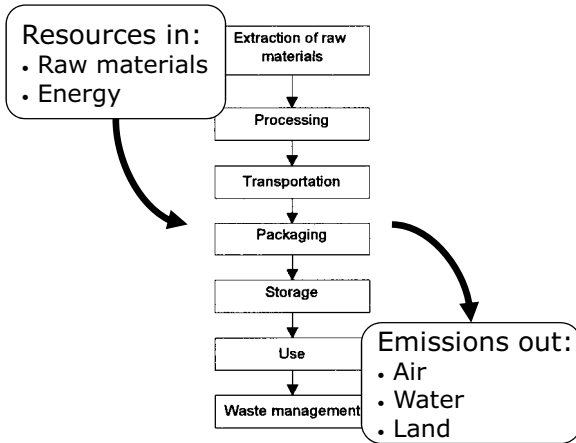 Resources in:
• Raw materials
• Energy
Extraction of raw
materials
Processing
Transportation
Packaging
Storage
Use
Waste management
Emissions out:
• Air
• Water
• Land